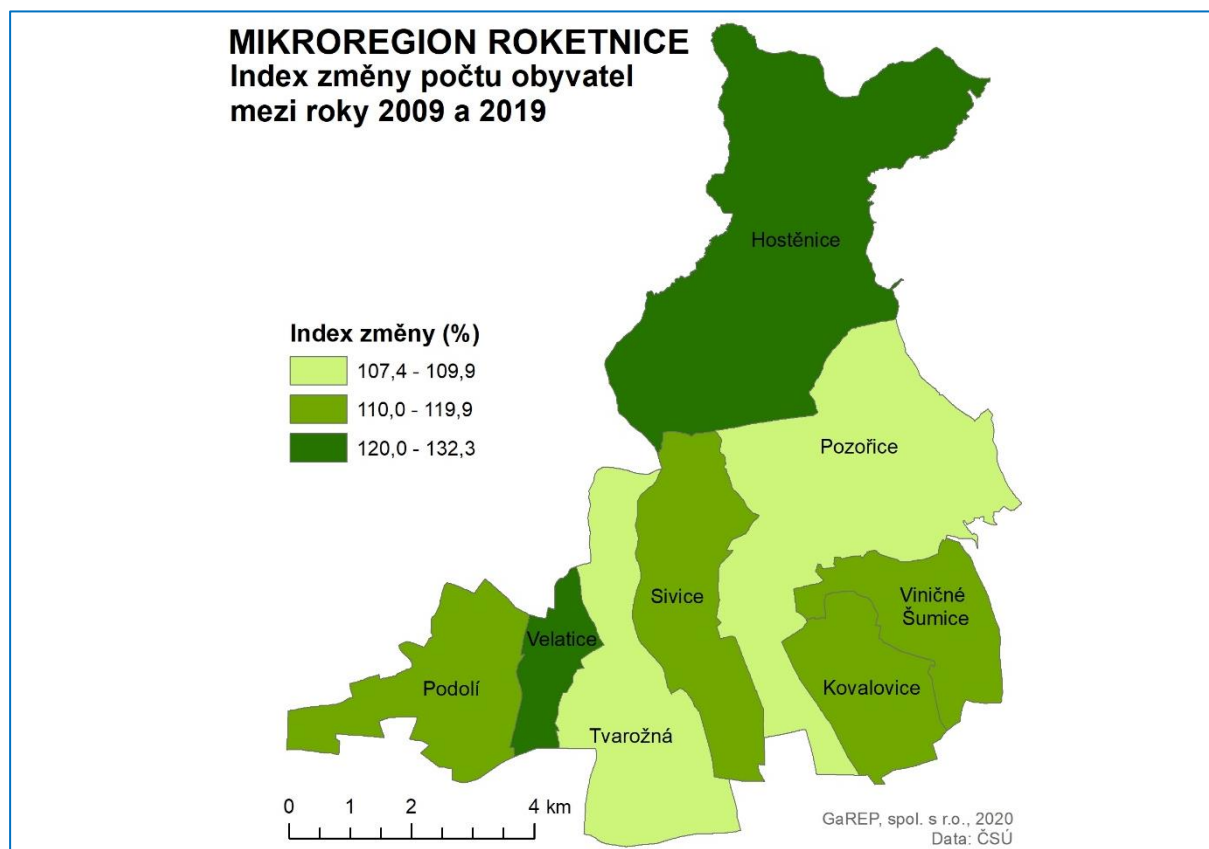 MIKROREGION ROKETNICE
Index změny počtu obyvatel
mezi roky 2009 a 2019
Hostěnice
Index změny (%)
107,4 - 109,9
110,0 - 119,9
120,0 - 132,3
Pozořice
Sivice
Viničné
Šumice
Velatice
Podolí
Kovalovice
Tvarožná
0 1 2 4 km
GaREP, spol. s r.o., 2020
Data: ČSÚ